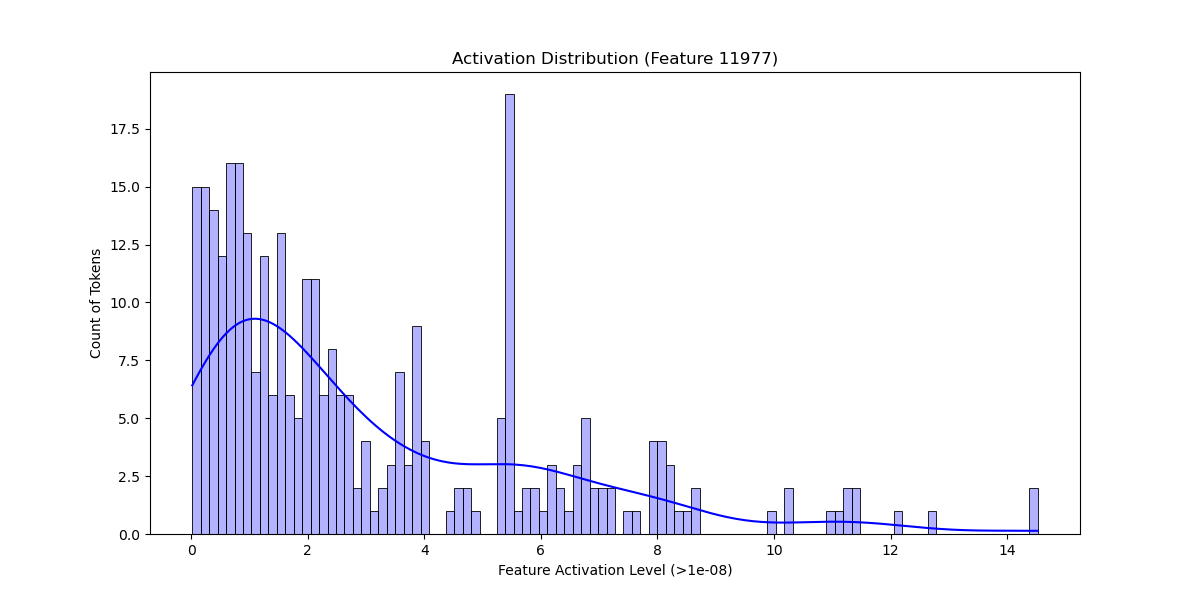 Activation Distribution (Feature 11977)
17.5
15.0
12.5
10.0
7.5
5.0
2.5
0.0
Count of Tokens
0 2 4 6 8 10 12 14
Feature Activation Level (>1e-08)